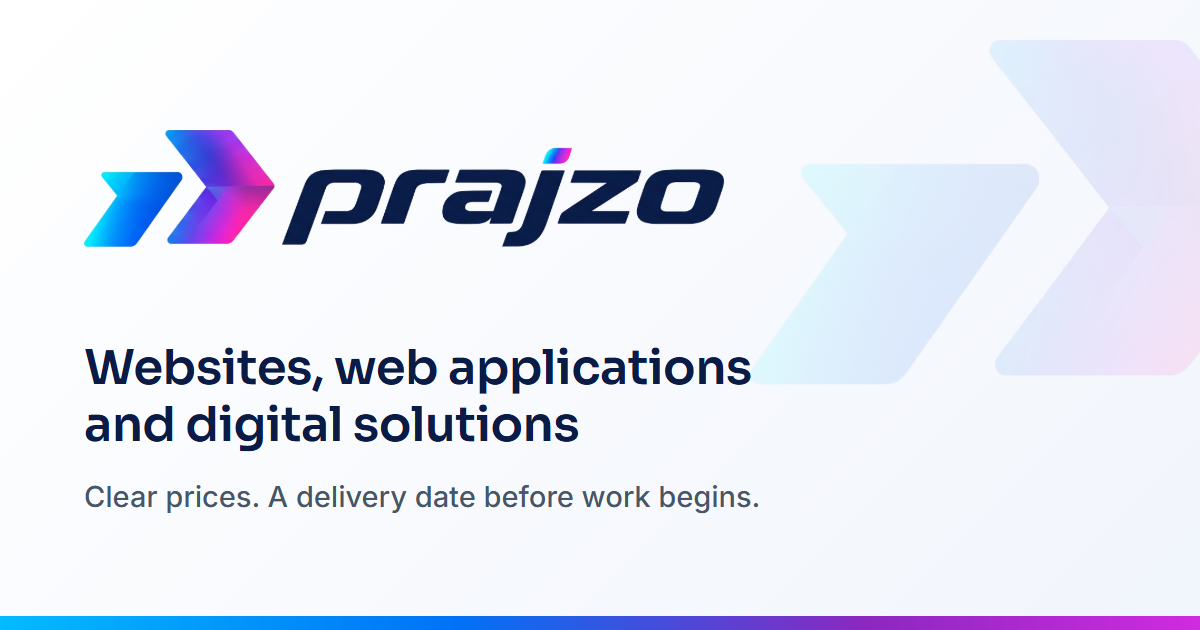 prajzo
Websites, web applications
and digital solutions
Clear prices. A delivery date before work begins.